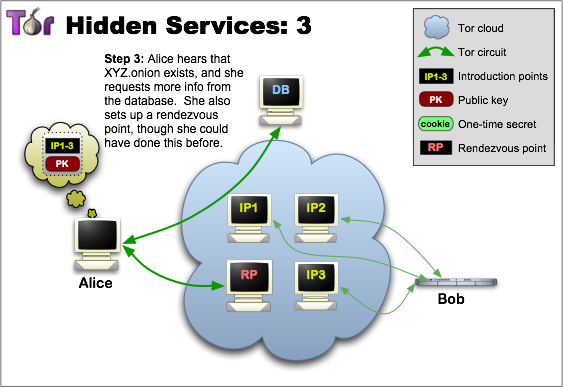 Tor Hidden Services: 3
Step 3: Alice hears that
XYZ.onion exists, and she
requests more info from
the database.  She also
sets up a rendezvous
point, though she could
have done this before.
Tor cloud
Tor circuit
IP1-3 Introduction points
PK Public key
cookie One-time secret
RP Rendezvous point
DB
IP1-3
PK
IP1
IP2
RP
IP3
Alice
Bob